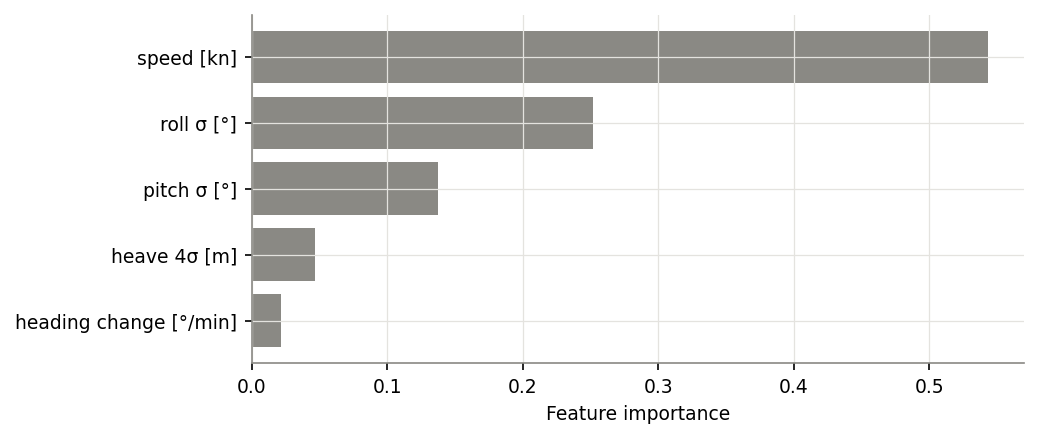 speed [kn]
roll σ [°]
pitch σ [°]
heave 4σ [m]
heading change [°/min]
0.0 0.1 0.2 0.3 0.4 0.5
Feature importance